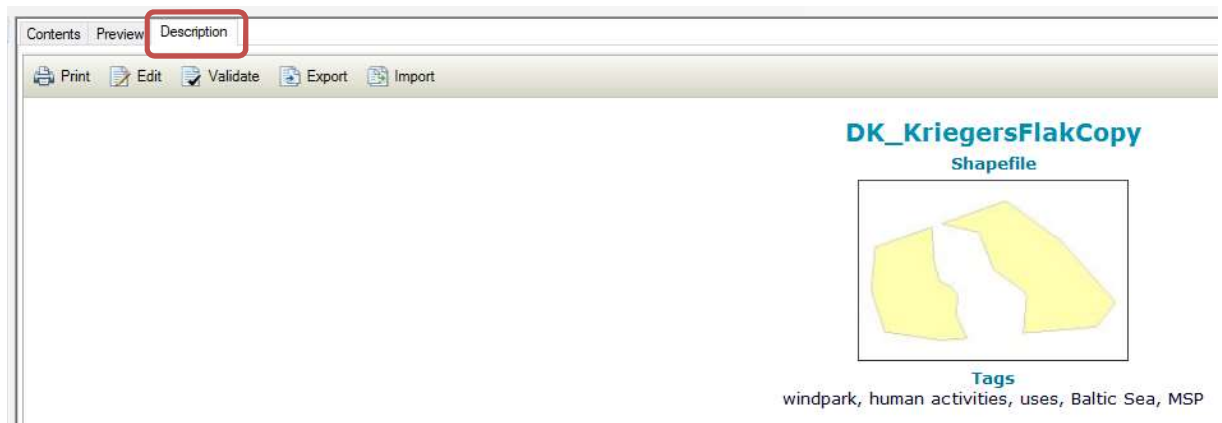 Contents Preview Description
Print Edit Validate Export Import
DK_KriegersFlakCopy
Shapefile
Tags
windpark, human activities, uses, Baltic Sea, MSP